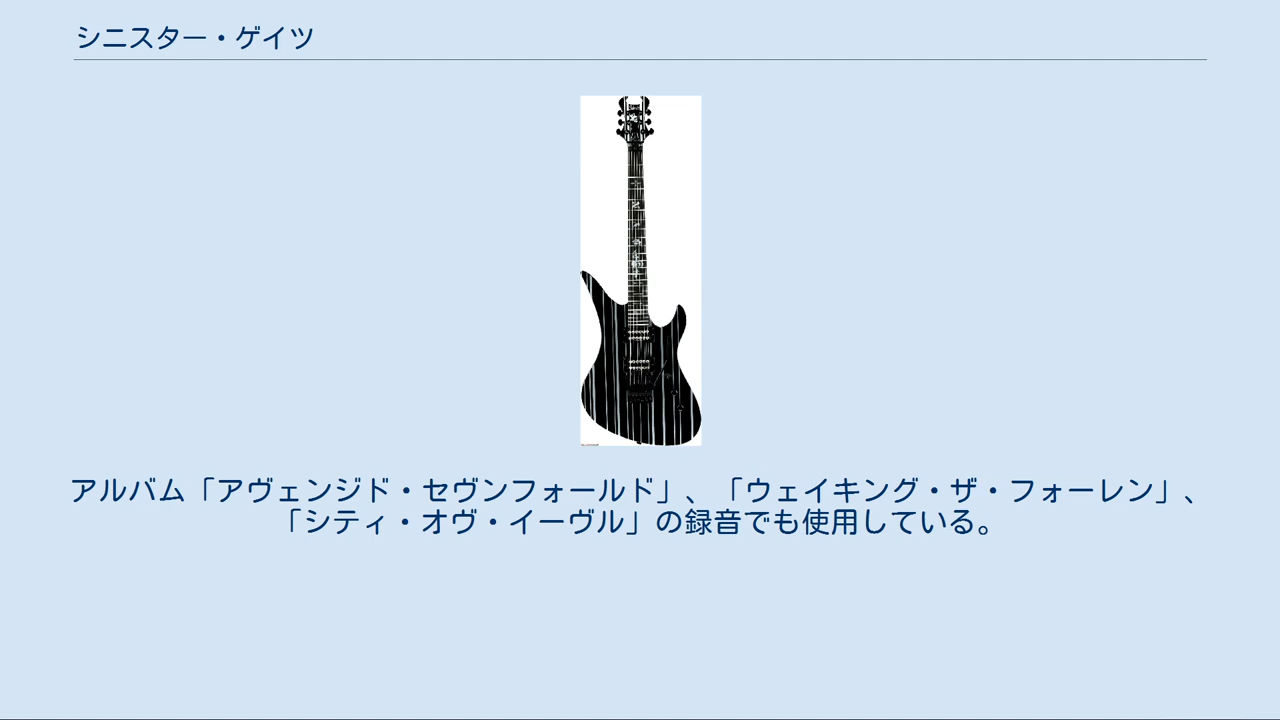 シニスター・ゲイツ
アルバム「アヴェンジド・セヴンフォールド」、「ウェイキング・ザ・フォーレン」、
「シティ・オヴ・イーヴル」の録音でも使用している。